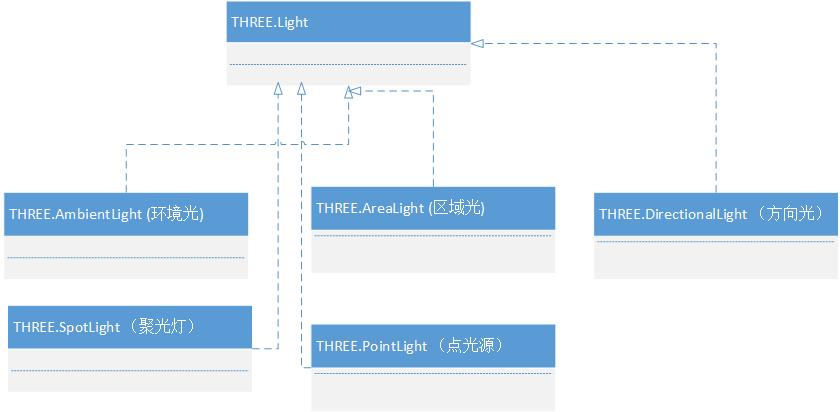 THREE.Light
THREE.AmbientLight (环境光)
THREE.AreaLight (区域光)
THREE.DirectionalLight （方向光）
THREE.SpotLight （聚光灯）
THREE.PointLight （点光源）